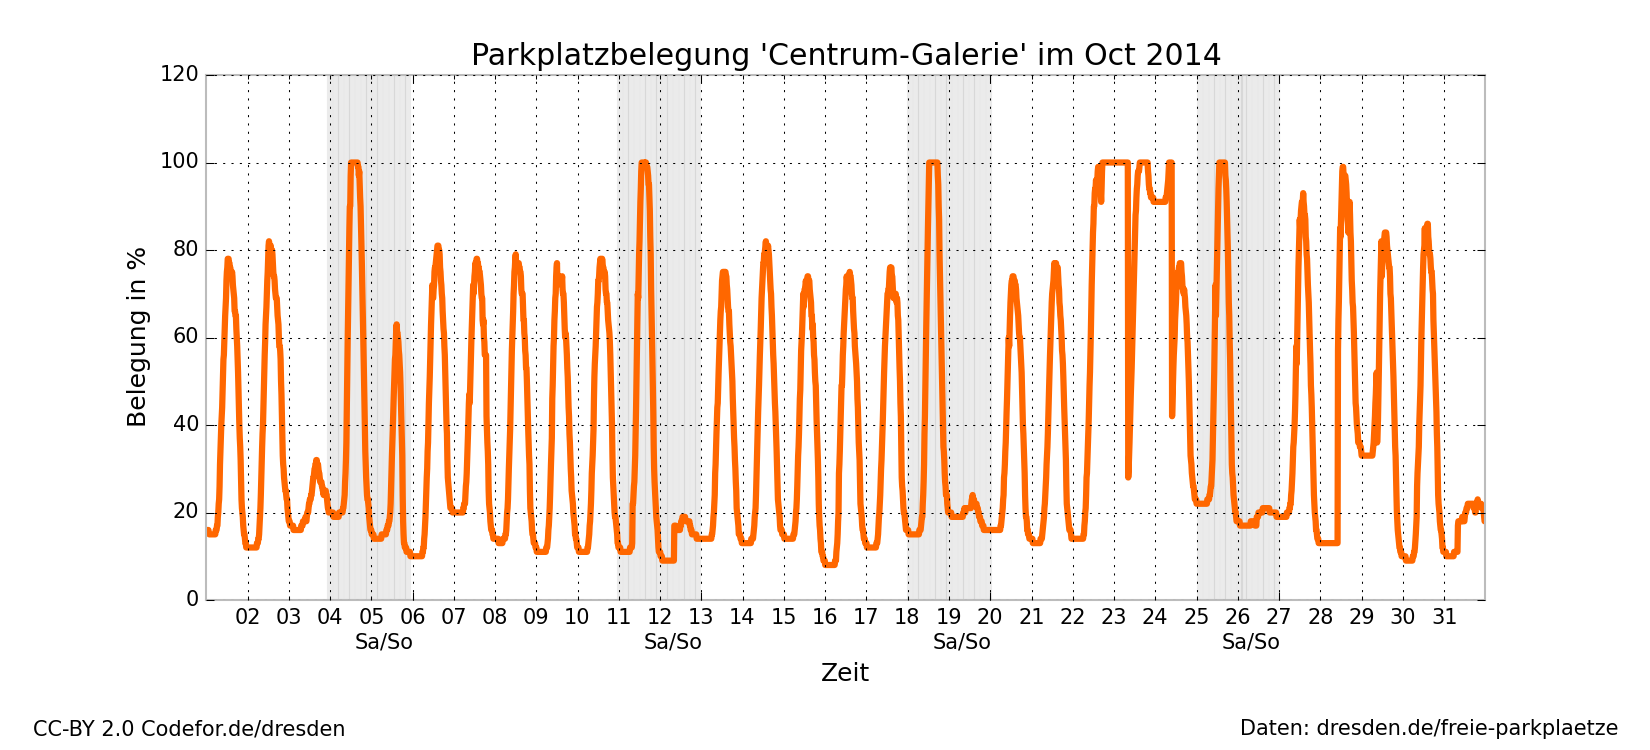 Parkplatzbelegung 'Centrum-Galerie' im Oct 2014
120
100
80
60
40
20
0
Belegung in %
02 03 04 05 06 07 08 09 10 11 12 13 14 15 16 17 18 19 20 21 22 23 24 25 26 27 28 29 30 31
Sa/So Sa/So Sa/So Sa/So
Zeit
CC-BY 2.0 Codefor.de/dresden
Daten: dresden.de/freie-parkplaetze